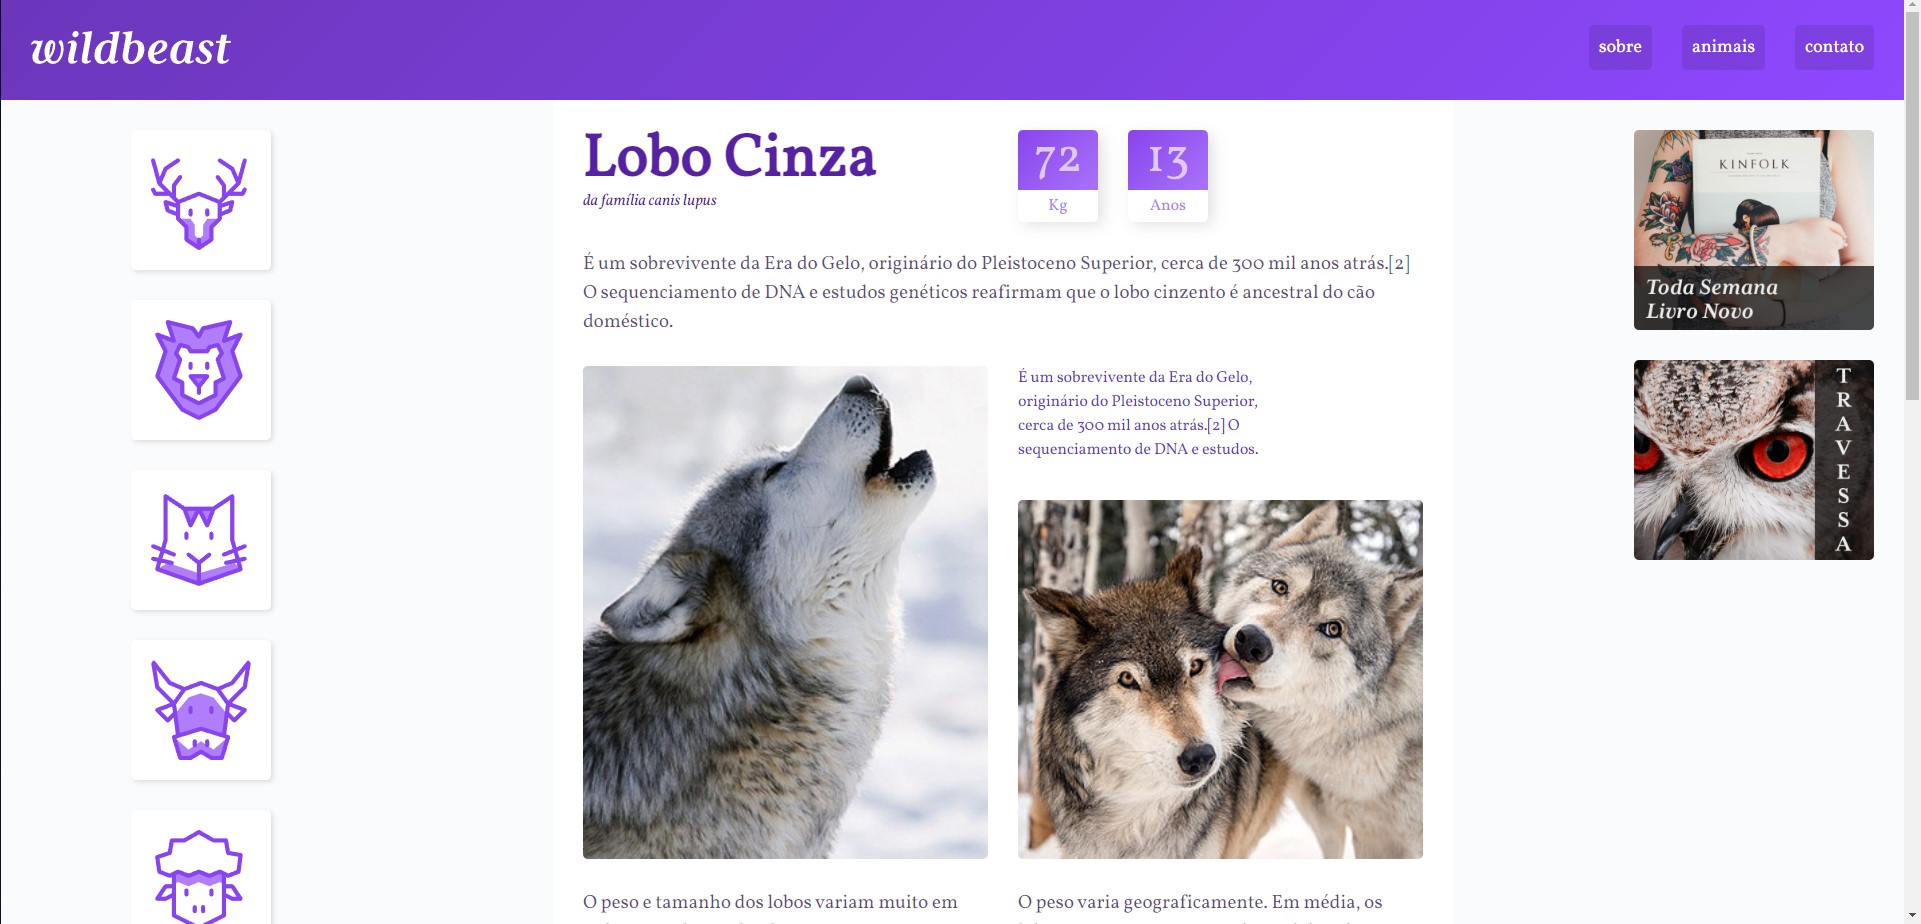 wildbeast
sobre
animais
contato
Lobo Cinza
da família canis lupus
72
Kg
13
Anos
É um sobrevivente da Era do Gelo, originário do Pleistoceno Superior, cerca de 300 mil anos atrás.[2]
O sequenciamento de DNA e estudos genéticos reafirmam que o lobo cinzento é ancestral do cão
doméstico.
É um sobrevivente da Era do Gelo,
originário do Pleistoceno Superior,
cerca de 300 mil anos atrás.[2] O
sequenciamento de DNA e estudos.
O peso e tamanho dos lobos variam muito em
O peso varia geograficamente. Em média, os
KINFOLK
Toda Semana
Livro Novo
TRAVESSA